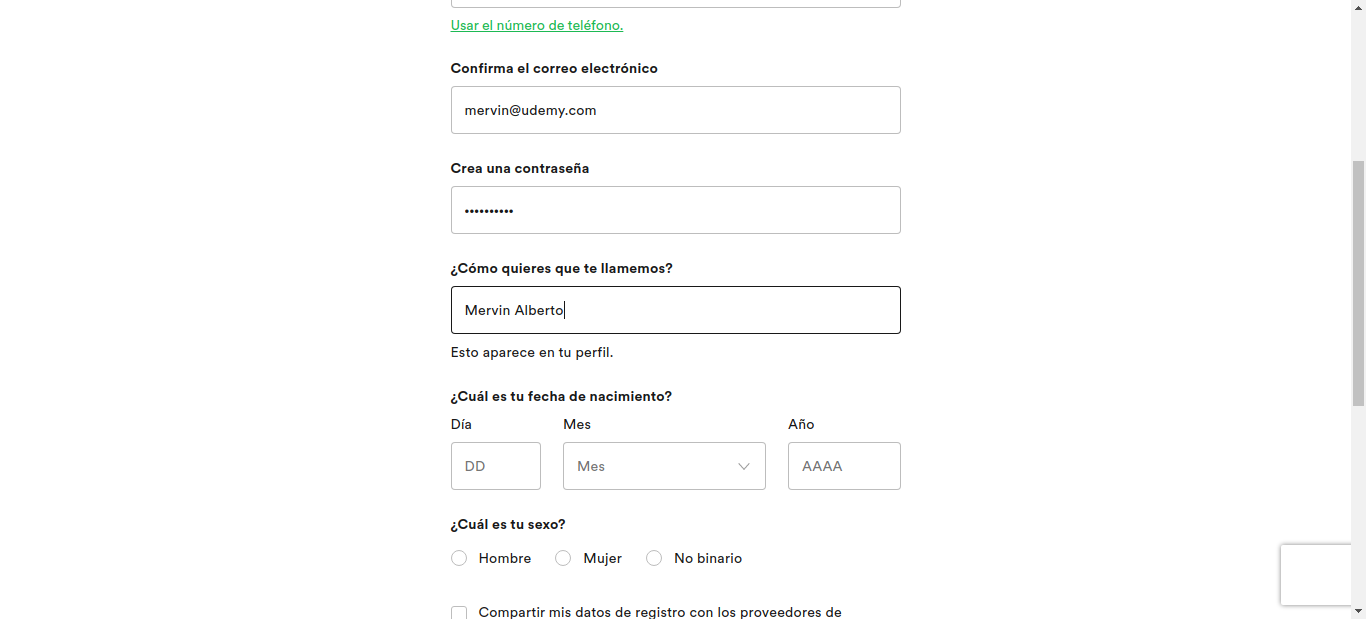 Usar el número de teléfono.
Confirma el correo electrónico
mervin@udemy.com
Crea una contraseña
••••••••••
¿Cómo quieres que te llamemos?
Mervin Alberto
Esto aparece en tu perfil.
¿Cuál es tu fecha de nacimiento?
Día Mes Año
DD Mes AAAA
¿Cuál es tu sexo?
Hombre Mujer No binario
Compartir mis datos de registro con los proveedores de